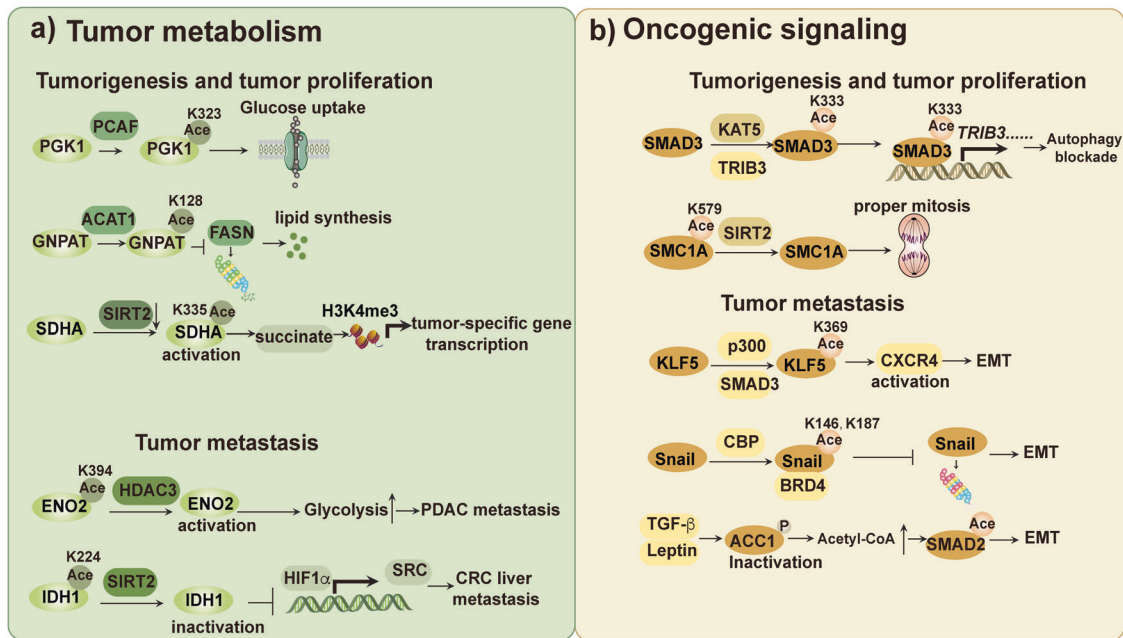 a) Tumor metabolism
Tumorigenesis and tumor proliferation
PGK1
PCAF
PGK1
K323
Ace
Glucose uptake
GNPAT
ACAT1
GNPAT
K128
Ace
FASN
lipid synthesis
SDHA
SIRT2
K335
Ace
SDHA
activation
succinate
H3K4me3
tumor-specific gene
transcription
Tumor metastasis
K394
Ace
ENO2
HDAC3
ENO2
activation
Glycolysis
PDAC metastasis
K224
Ace
IDH1
SIRT2
IDH1
inactivation
HIF1α
SRC
CRC liver
metastasis
b) Oncogenic signaling
Tumorigenesis and tumor proliferation
SMAD3
KAT5
TRIB3
K333
Ace
SMAD3
K333
Ace
SMAD3
TRIB3......
Autophagy
blockade
K579
Ace
SMC1A
SIRT2
SMC1A
proper mitosis
Tumor metastasis
KLF5
p300
SMAD3
K369
Ace
KLF5
CXCR4
activation
EMT
Snail
CBP
K146, K187
Ace
Snail
BRD4
Snail
EMT
TGF-β
Leptin
ACC1
P
Inactivation
Acetyl-CoA
Ace
SMAD2
EMT